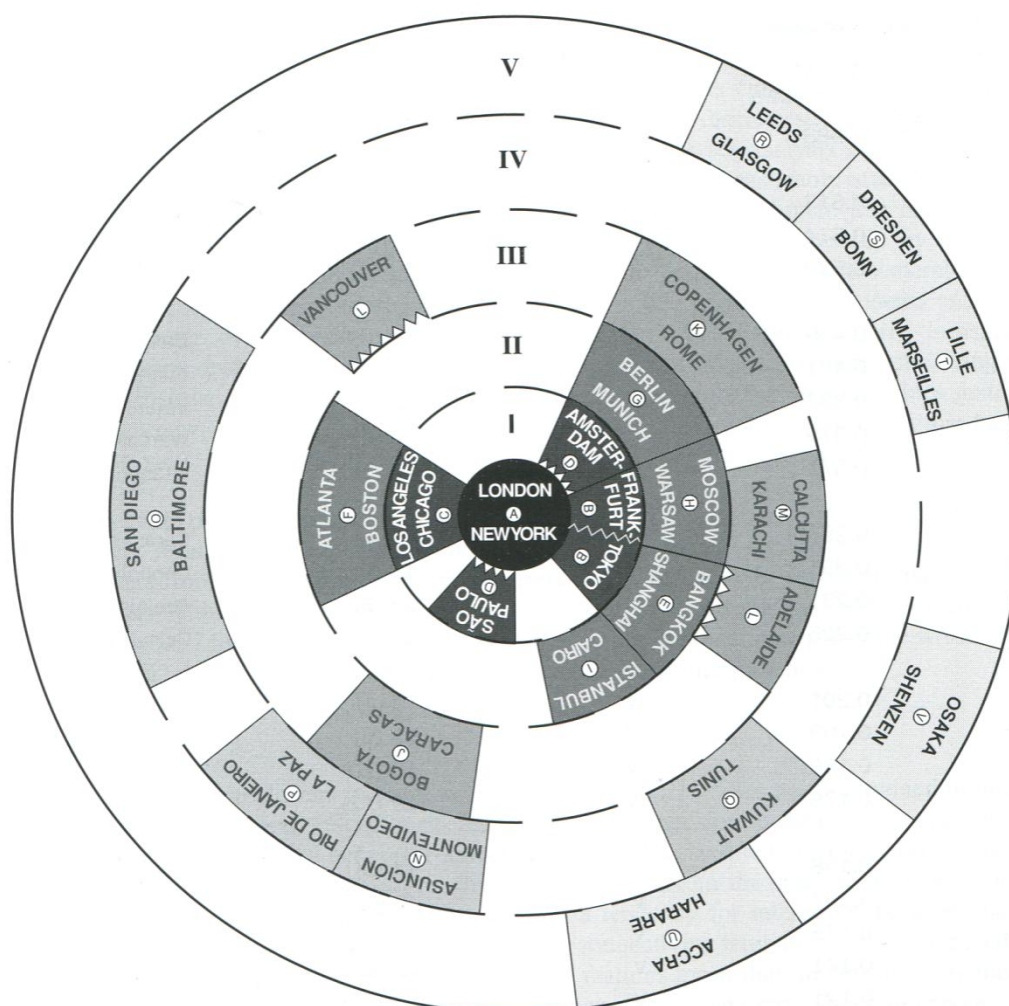 V
IV
III
II
I
LONDON
A
NEW YORK
AMSTER-
DAM
D
FRANK-
FURT
B
TOKYO
B
SÃO
PAULO
D
LOS ANGELES
C
CHICAGO
BERLIN
G
MUNICH
MOSCOW
H
WARSAW
BANGKOK
E
SHANGHAI
ISTANBUL
I
CAIRO
ATLANTA
F
BOSTON
VANCOUVER
L
COPENHAGEN
K
ROME
CALCUTTA
M
KARACHI
ADELAIDE
L
CARACAS
J
BOGOTA
SAN DIEGO
O
BALTIMORE
LA PAZ
P
RIO DE JANEIRO
MONTEVIDEO
N
ASUNCIÓN
TUNIS
Q
KUWAIT
LEEDS
R
GLASGOW
DRESDEN
S
BONN
LILLE
T
MARSEILLES
OSAKA
V
SHENZEN
HARARE
U
ACCRA